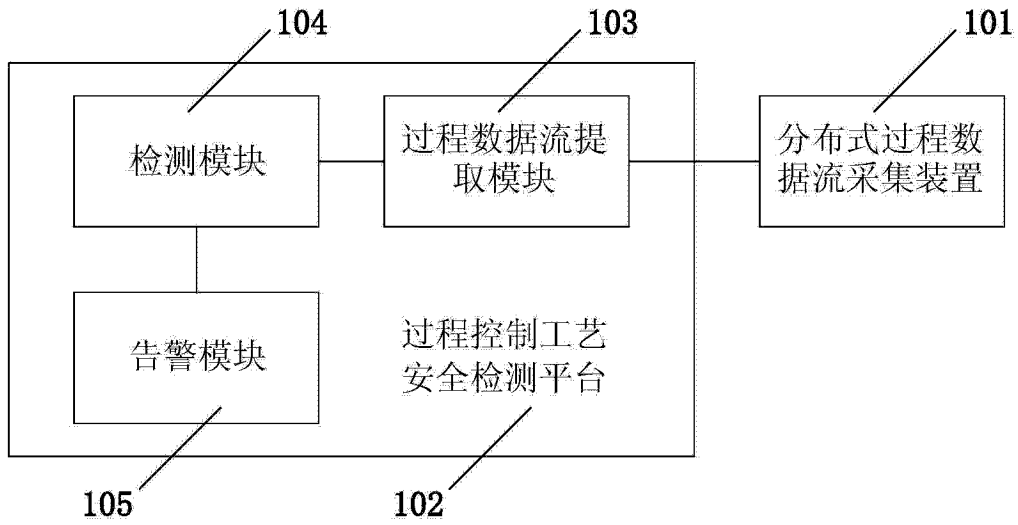 104
103
101
检测模块
过程数据流提
取模块
分布式过程数
据流采集装置
告警模块
过程控制工艺
安全检测平台
105
102